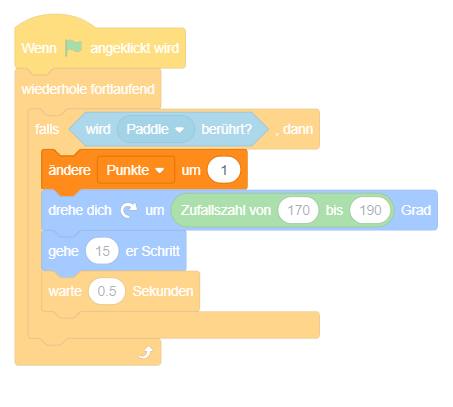 Wenn angeklickt wird
wiederhole fortlaufend
falls wird Paddle berührt? , dann
ändere Punkte um 1
drehe dich um Zufallszahl von 170 bis 190 Grad
gehe 15 er Schritt
warte 0.5 Sekunden